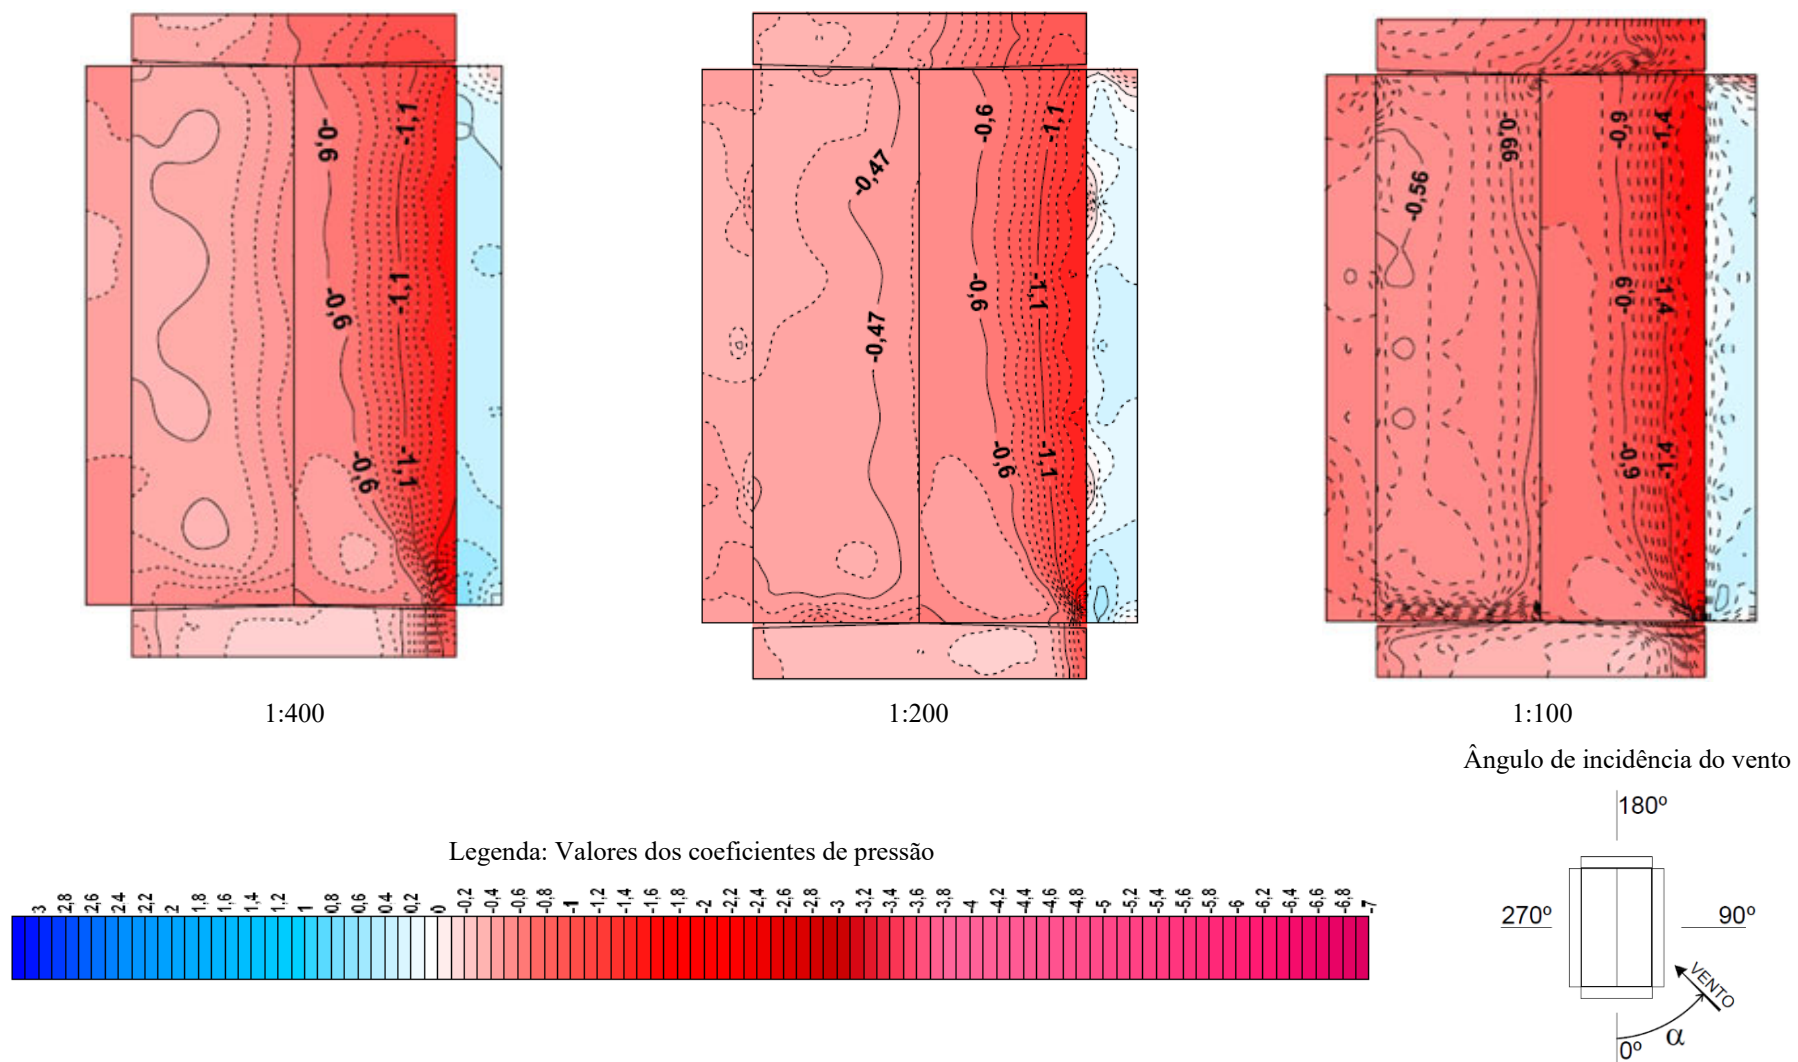 -0,6
-1,1
-0,6
-1,1
-0,6
-1,1
-0,6
-1,1
-0,47
-0,6
-1,1
-0,47
-0,6
-1,1
-0,66
-0,9
-1,4
-0,56
-0,9
-1,4
-0,9
-1,4
1:400
1:200
1:100
Ângulo de incidência do vento
180º
Legenda: Valores dos coeficientes de pressão
3 2,8 2,6 2,4 2,2 2 1,8 1,6 1,4 1,2 1 0,8 0,6 0,4 0,2 0 -0,2 -0,4 -0,6 -0,8 -1 -1,2 -1,4 -1,6 -1,8 -2 -2,2 -2,4 -2,6 -2,8 -3 -3,2 -3,4 -3,6 -3,8 -4 -4,2 -4,4 -4,6 -4,8 -5 -5,2 -5,4 -5,6 -5,8 -6 -6,2 -6,4 -6,6 -6,8 -7
270º
90º
VENTO
α
0º